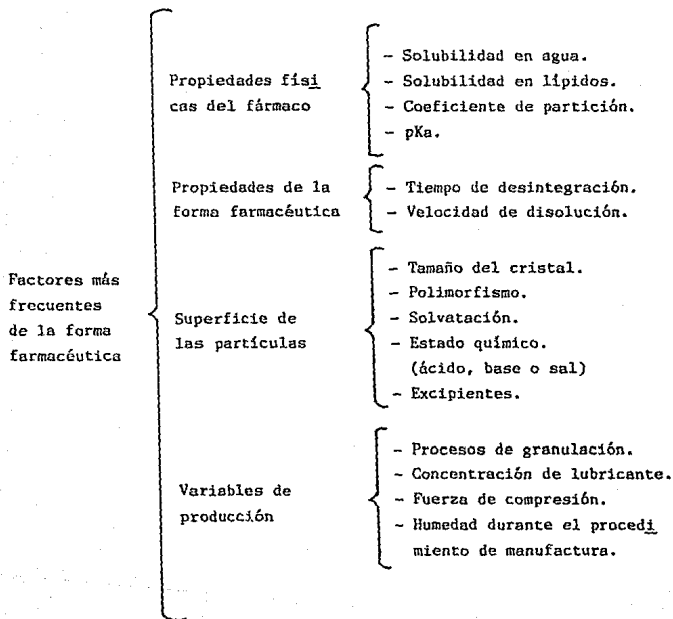 Propiedades físi
cas del fármaco
- Solubilidad en agua.
- Solubilidad en lípidos.
- Coeficiente de partición.
- pKa.
Propiedades de la
forma farmacéutica
- Tiempo de desintegración.
- Velocidad de disolución.
Factores más
frecuentes
de la forma
farmacéutica
Superficie de
las partículas
- Tamaño del cristal.
- Polimorfismo.
- Solvatación.
- Estado químico.
(ácido, base o sal)
- Excipientes.
Variables de
producción
- Procesos de granulación.
- Concentración de lubricante.
- Fuerza de compresión.
- Humedad durante el procedi
miento de manufactura.